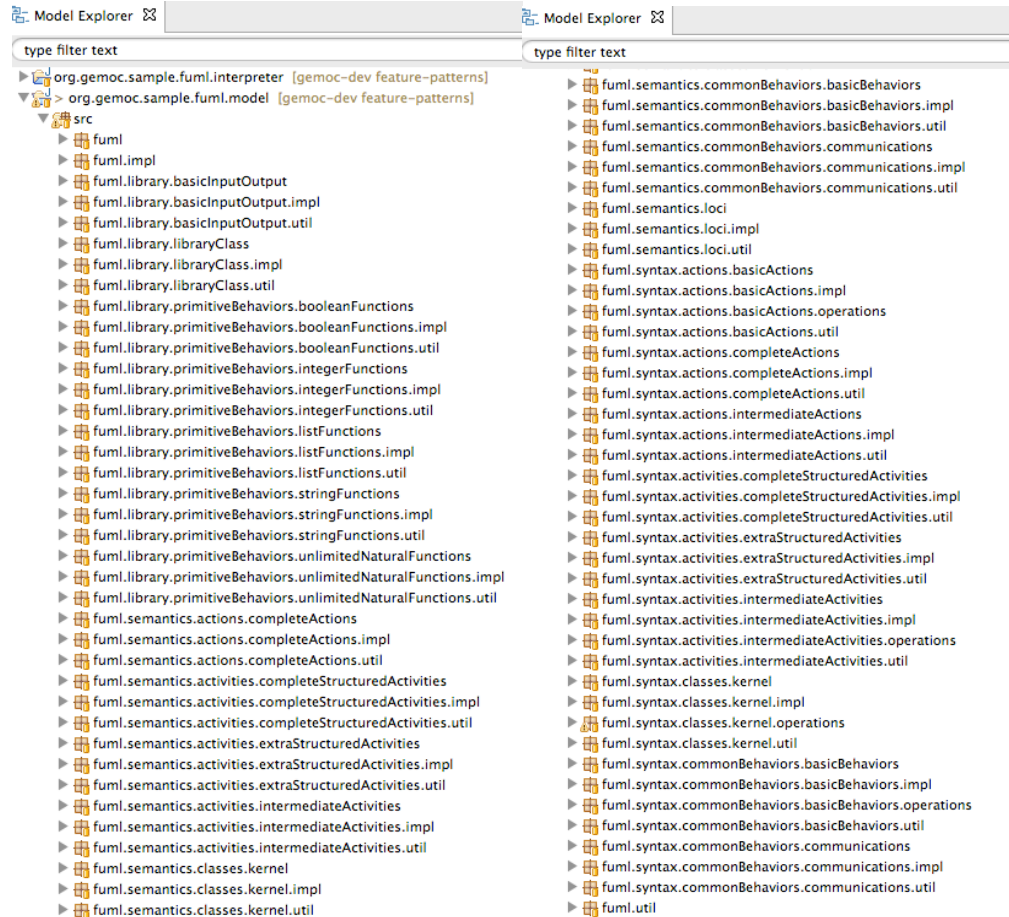 Model Explorer
type filter text
org.gemoc.sample.fuml.interpreter [gemoc-dev feature-patterns]
> org.gemoc.sample.fuml.model [gemoc-dev feature-patterns]
src
fuml
fuml.impl
fuml.library.basicInputOutput
fuml.library.basicInputOutput.impl
fuml.library.basicInputOutput.util
fuml.library.libraryClass
fuml.library.libraryClass.impl
fuml.library.libraryClass.util
fuml.library.primitiveBehaviors.booleanFunctions
fuml.library.primitiveBehaviors.booleanFunctions.impl
fuml.library.primitiveBehaviors.booleanFunctions.util
fuml.library.primitiveBehaviors.integerFunctions
fuml.library.primitiveBehaviors.integerFunctions.impl
fuml.library.primitiveBehaviors.integerFunctions.util
fuml.library.primitiveBehaviors.listFunctions
fuml.library.primitiveBehaviors.listFunctions.impl
fuml.library.primitiveBehaviors.listFunctions.util
fuml.library.primitiveBehaviors.stringFunctions
fuml.library.primitiveBehaviors.stringFunctions.impl
fuml.library.primitiveBehaviors.stringFunctions.util
fuml.library.primitiveBehaviors.unlimitedNaturalFunctions
fuml.library.primitiveBehaviors.unlimitedNaturalFunctions.impl
fuml.library.primitiveBehaviors.unlimitedNaturalFunctions.util
fuml.semantics.actions.completeActions
fuml.semantics.actions.completeActions.impl
fuml.semantics.actions.completeActions.util
fuml.semantics.activities.completeStructuredActivities
fuml.semantics.activities.completeStructuredActivities.impl
fuml.semantics.activities.completeStructuredActivities.util
fuml.semantics.activities.extraStructuredActivities
fuml.semantics.activities.extraStructuredActivities.impl
fuml.semantics.activities.extraStructuredActivities.util
fuml.semantics.activities.intermediateActivities
fuml.semantics.activities.intermediateActivities.impl
fuml.semantics.activities.intermediateActivities.util
fuml.semantics.classes.kernel
fuml.semantics.classes.kernel.impl
fuml.semantics.classes.kernel.util
Model Explorer
type filter text
fuml.semantics.commonBehaviors.basicBehaviors
fuml.semantics.commonBehaviors.basicBehaviors.impl
fuml.semantics.commonBehaviors.basicBehaviors.util
fuml.semantics.commonBehaviors.communications
fuml.semantics.commonBehaviors.communications.impl
fuml.semantics.commonBehaviors.communications.util
fuml.semantics.loci
fuml.semantics.loci.impl
fuml.semantics.loci.util
fuml.syntax.actions.basicActions
fuml.syntax.actions.basicActions.impl
fuml.syntax.actions.basicActions.operations
fuml.syntax.actions.basicActions.util
fuml.syntax.actions.completeActions
fuml.syntax.actions.completeActions.impl
fuml.syntax.actions.completeActions.util
fuml.syntax.actions.intermediateActions
fuml.syntax.actions.intermediateActions.impl
fuml.syntax.actions.intermediateActions.util
fuml.syntax.activities.completeStructuredActivities
fuml.syntax.activities.completeStructuredActivities.impl
fuml.syntax.activities.completeStructuredActivities.util
fuml.syntax.activities.extraStructuredActivities
fuml.syntax.activities.extraStructuredActivities.impl
fuml.syntax.activities.extraStructuredActivities.util
fuml.syntax.activities.intermediateActivities
fuml.syntax.activities.intermediateActivities.impl
fuml.syntax.activities.intermediateActivities.operations
fuml.syntax.activities.intermediateActivities.util
fuml.syntax.classes.kernel
fuml.syntax.classes.kernel.impl
fuml.syntax.classes.kernel.operations
fuml.syntax.classes.kernel.util
fuml.syntax.commonBehaviors.basicBehaviors
fuml.syntax.commonBehaviors.basicBehaviors.impl
fuml.syntax.commonBehaviors.basicBehaviors.operations
fuml.syntax.commonBehaviors.basicBehaviors.util
fuml.syntax.commonBehaviors.communications
fuml.syntax.commonBehaviors.communications.impl
fuml.syntax.commonBehaviors.communications.util
fuml.util